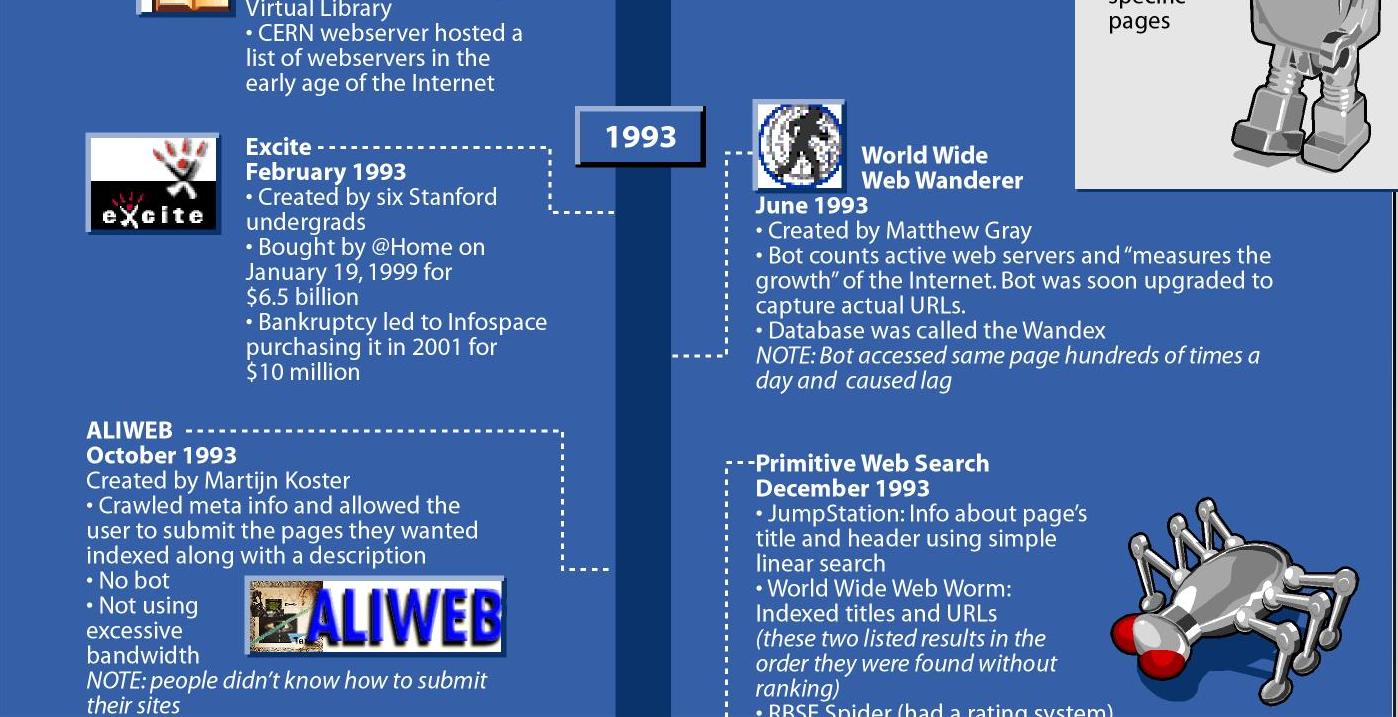 Virtual Library
• CERN webserver hosted a
list of webservers in the
early age of the Internet
specific
pages
1993
excite
Excite
February 1993
• Created by six Stanford
undergrads
• Bought by @Home on
January 19, 1999 for
$6.5 billion
• Bankruptcy led to Infospace
purchasing it in 2001 for
$10 million
World Wide
Web Wanderer
June 1993
• Created by Matthew Gray
• Bot counts active web servers and “measures the
growth” of the Internet. Bot was soon upgraded to
capture actual URLs.
• Database was called the Wandex
NOTE: Bot accessed same page hundreds of times a
day and caused lag
ALIWEB
October 1993
Created by Martijn Koster
• Crawled meta info and allowed the
user to submit the pages they wanted
indexed along with a description
• No bot
• Not using
excessive
bandwidth
ALIWEB
NOTE: people didn’t know how to submit
their sites
Primitive Web Search
December 1993
• JumpStation: Info about page’s
title and header using simple
linear search
• World Wide Web Worm:
Indexed titles and URLs
(these two listed results in the
order they were found without
ranking)
• RBSE Spider (had a rating system)